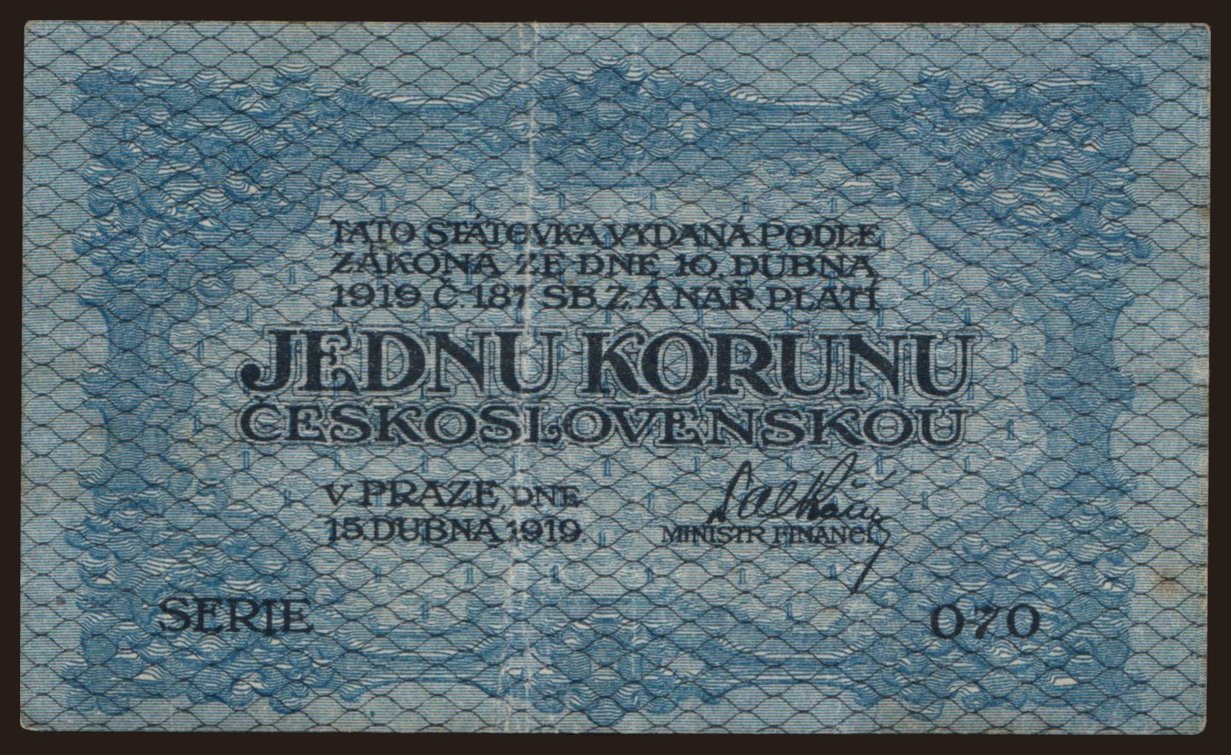 TATO STÁTOVKA VYDANÁ PODLE
ZÁKONA ZE DNE 10. DUBNA
1919 Č. 187 SB. Z. A NAŘ. PLATÍ
JEDNU KORUNU
ČESKOSLOVENSKOU
V PRAZE, DNE
15. DUBNA 1919
MINISTR FINANCÍ
SERIE 070